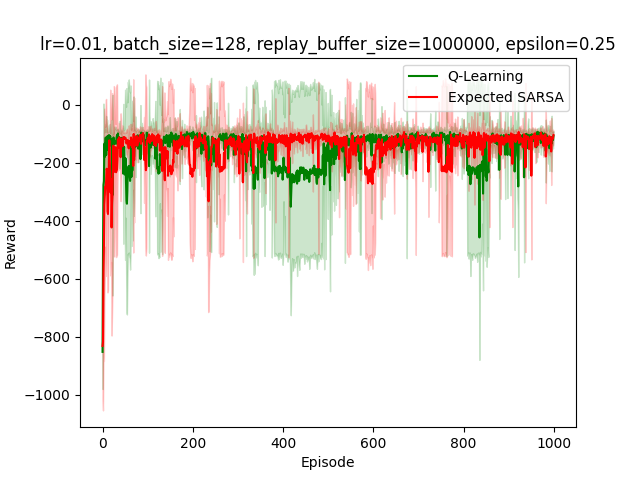 lr=0.01, batch_size=128, replay_buffer_size=1000000, epsilon=0.25
Q-Learning
Expected SARSA
0
−200
−400
−600
−800
−1000
Reward
0
200
400
600
800
1000
Episode